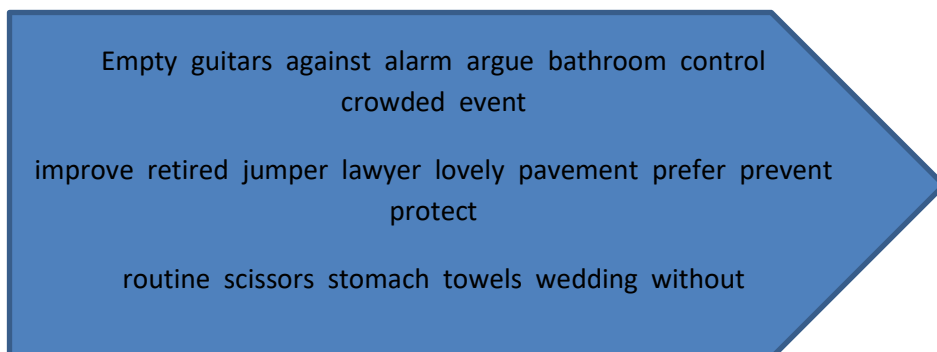 Empty guitars against alarm argue bathroom control
crowded event
improve retired jumper lawyer lovely pavement prefer prevent
protect
routine scissors stomach towels wedding without